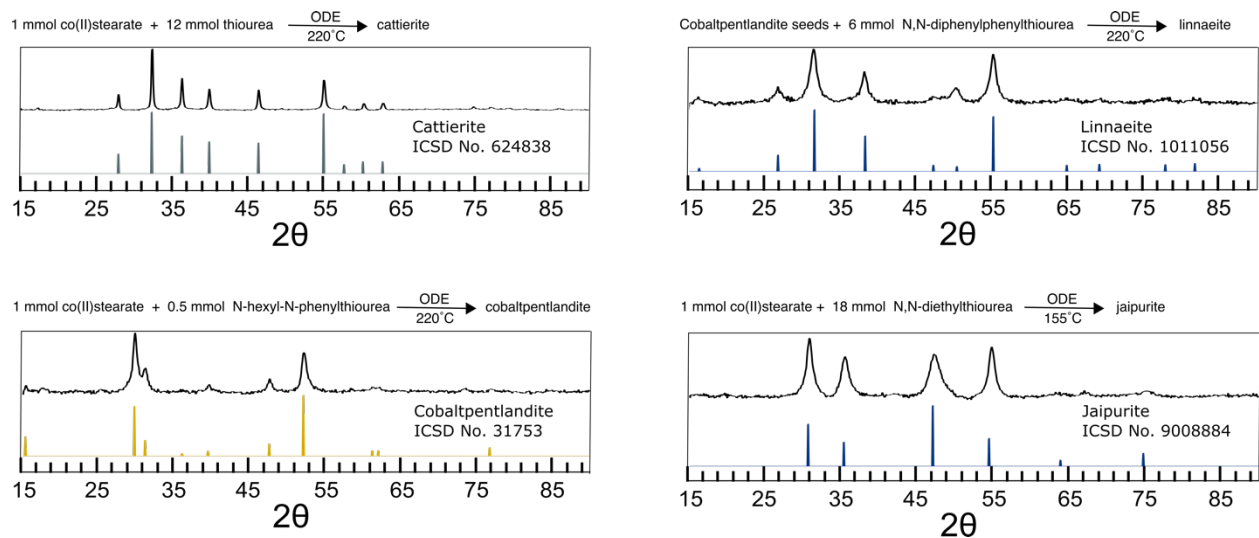 1 mmol co(II)stearate + 12 mmol thiourea ODE 220°C cattierite
Cattierite
ICSD No. 624838
15 25 35 45 55 65 75 85
2θ
Cobaltpentlandite seeds + 6 mmol N,N-diphenylphenylthiourea ODE 220°C linnaeite
Linnaeite
ICSD No. 1011056
15 25 35 45 55 65 75 85
2θ
1 mmol co(II)stearate + 0.5 mmol N-hexyl-N-phenylthiourea ODE 220°C cobaltpentlandite
Cobaltpentlandite
ICSD No. 31753
15 25 35 45 55 65 75 85
2θ
1 mmol co(II)stearate + 18 mmol N,N-diethylthiourea ODE 155°C jaipurite
Jaipurite
ICSD No. 9008884
15 25 35 45 55 65 75 85
2θ